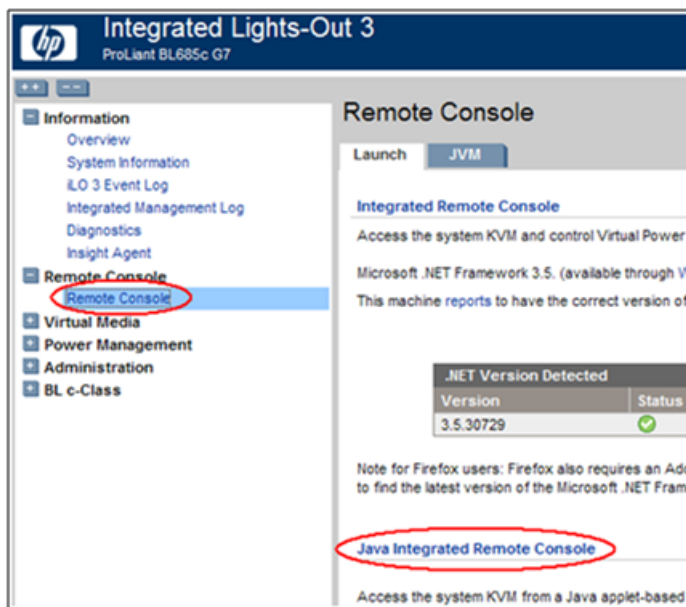 hp
Integrated Lights-Out 3
ProLiant BL685c G7
++ --
Information
Overview
System Information
iLO 3 Event Log
Integrated Management Log
Diagnostics
Insight Agent
Remote Console
Remote Console
Virtual Media
Power Management
Administration
BL c-Class
Remote Console
Launch JVM
Integrated Remote Console
Access the system KVM and control Virtual Power
Microsoft .NET Framework 3.5. (available through
This machine reports to have the correct version of
.NET Version Detected
Version Status
3.5.30729
Note for Firefox users: Firefox also requires an
to find the latest version of the Microsoft .NET
Java Integrated Remote Console
Access the system KVM from a Java applet-based